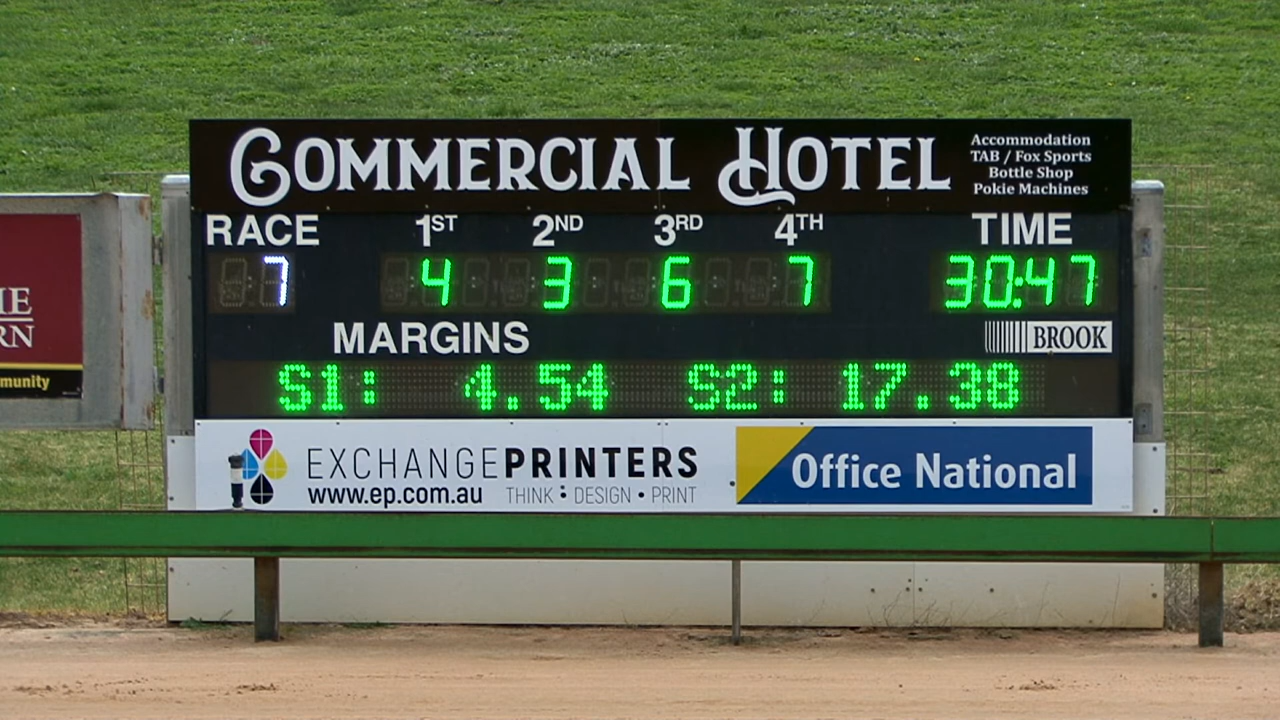 COMMERCIAL HOTEL
Accommodation
TAB / Fox Sports
Bottle Shop
Pokie Machines
RACE 1ST 2ND 3RD 4TH TIME
7 4 3 6 7 30:47
MARGINS
BROOK
S1: 4.54 S2: 17.38
EXCHANGEPRINTERS
www.ep.com.au THINK • DESIGN • PRINT
Office National